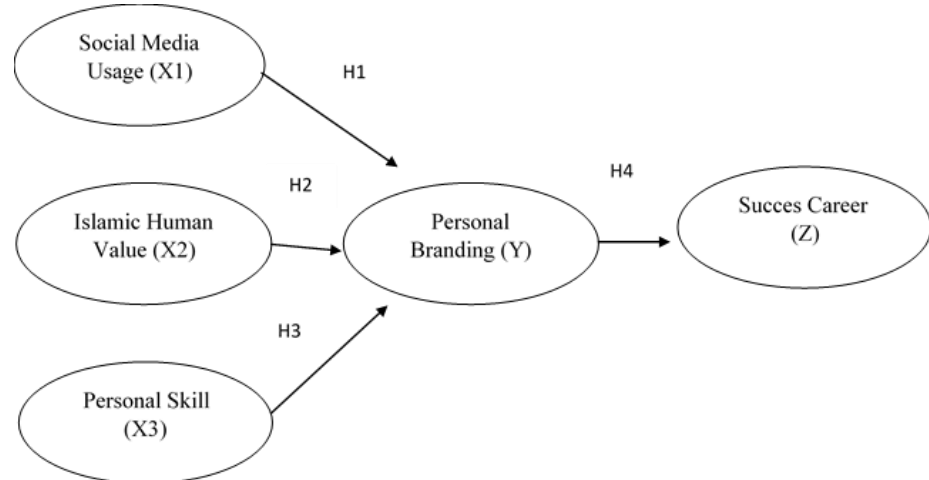 Social Media
Usage (X1)
H1
Islamic Human
Value (X2)
H2
Personal
Branding (Y)
H4
Succes Career
(Z)
H3
Personal Skill
(X3)